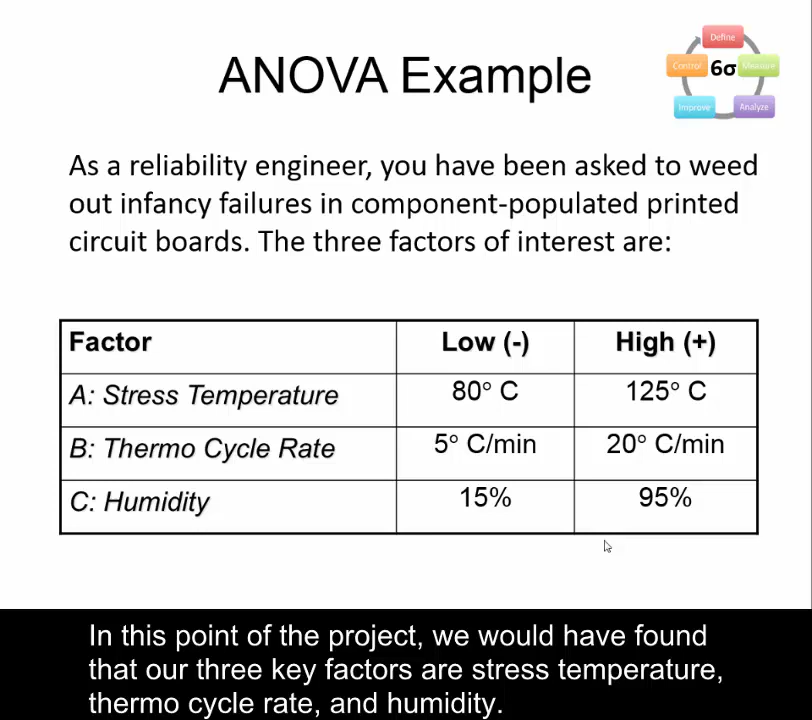 ANOVA Example
Define
Control
6σ
Measure
Improve
Analyze
As a reliability engineer, you have been asked to weed
out infancy failures in component-populated printed
circuit boards. The three factors of interest are:
Factor Low (-) High (+)
A: Stress Temperature 80° C 125° C
B: Thermo Cycle Rate 5° C/min 20° C/min
C: Humidity 15% 95%
In this point of the project, we would have found
that our three key factors are stress temperature,
thermo cycle rate, and humidity.